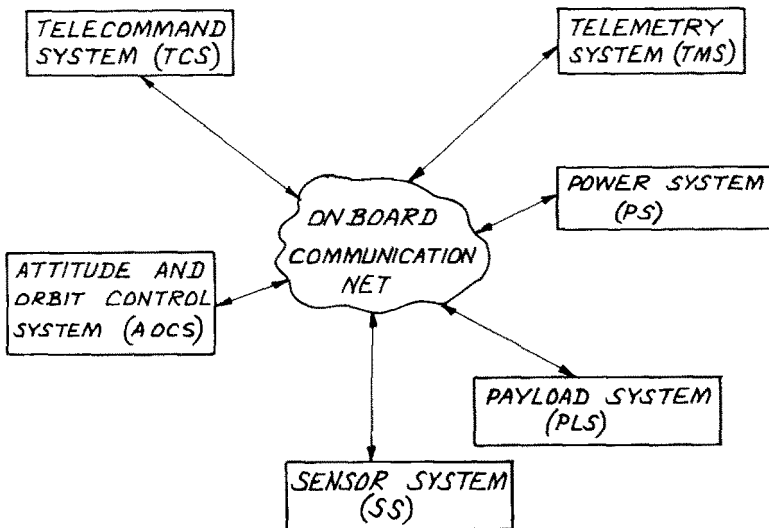 TELECOMMAND
SYSTEM (TCS)
TELEMETRY
SYSTEM (TMS)
ONBOARD
COMMUNICATION
NET
POWER SYSTEM
(PS)
ATTITUDE AND
ORBIT CONTROL
SYSTEM (AOCS)
PAYLOAD SYSTEM
(PLS)
SENSOR SYSTEM
(SS)